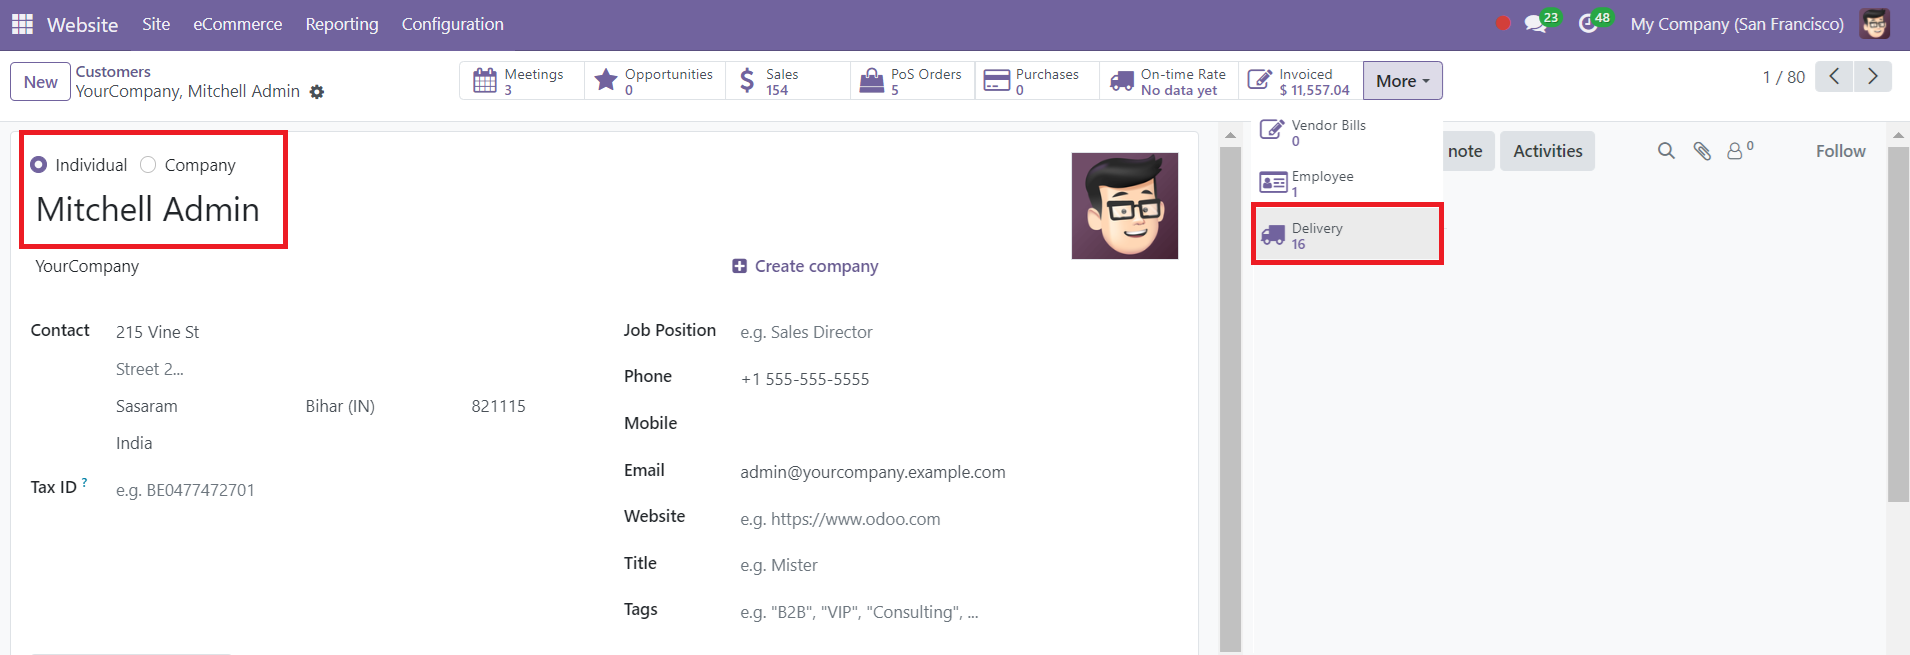 Website Site eCommerce Reporting Configuration 23 48 My Company (San Francisco)
New Customers
YourCompany, Mitchell Admin
Meetings 3
Opportunities 0
Sales 154
PoS Orders 5
Purchases 0
On-time Rate No data yet
Invoiced $ 11,557.04
More
1 / 80
Vendor Bills
0
Employee
1
Delivery
16
note Activities 0 Follow
Individual Company
Mitchell Admin
YourCompany
Create company
Contact 215 Vine St
Street 2...
Sasaram Bihar (IN) 821115
India
Tax ID ? e.g. BE0477472701
Job Position e.g. Sales Director
Phone +1 555-555-5555
Mobile
Email admin@yourcompany.example.com
Website e.g. https://www.odoo.com
Title e.g. Mister
Tags e.g. "B2B", "VIP", "Consulting", ...